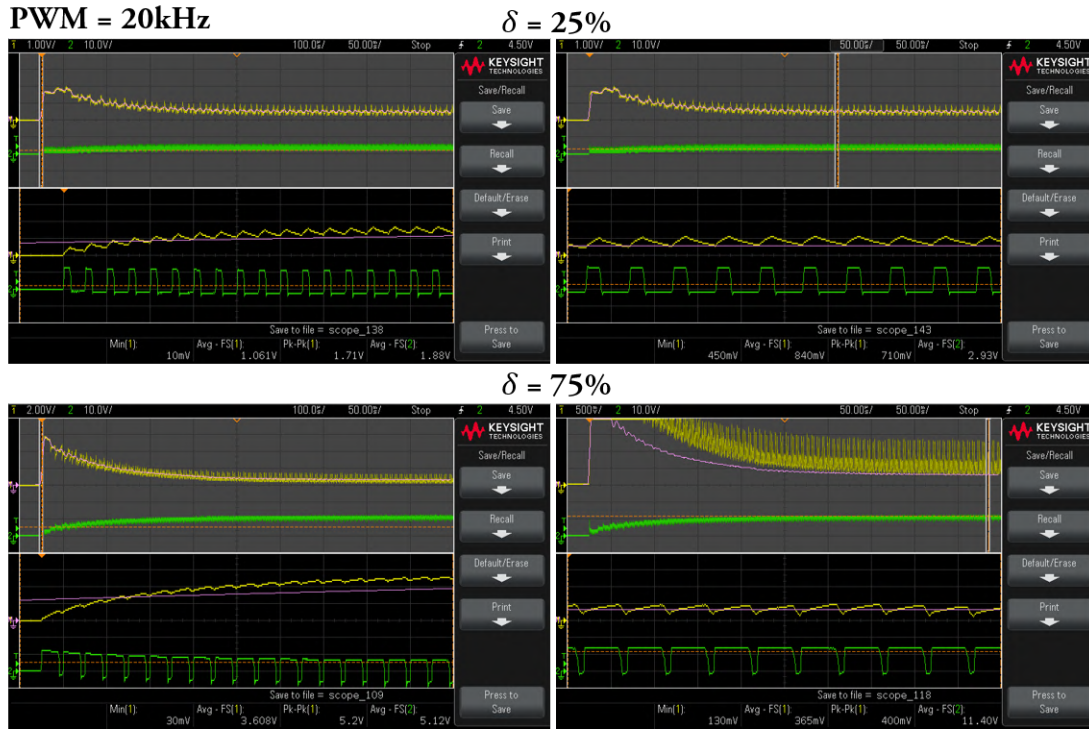 PWM = 20kHz
δ = 25%
1 1.00V/ 2 10.0V/ 100.0㎳/ 50.00㎲/ Stop 2 4.50V
KEYSIGHT
TECHNOLOGIES
Save/Recall
Save
Recall
Default/Erase
Print
Press to
Save
Save to file = scope_138
Min(1): Avg - FS(1): Pk-Pk(1): Avg - FS(2):
10mV 1.061V 1.71V 1.88V
1 1.00V/ 2 10.0V/ 50.00㎳/ 50.00㎲/ Stop 2 4.50V
KEYSIGHT
TECHNOLOGIES
Save/Recall
Save
Recall
Default/Erase
Print
Press to
Save
Save to file = scope_143
Min(1): Avg - FS(1): Pk-Pk(1): Avg - FS(2):
450mV 840mV 710mV 2.93V
δ = 75%
1 2.00V/ 2 10.0V/ 100.0㎳/ 50.00㎲/ Stop 2 4.50V
KEYSIGHT
TECHNOLOGIES
Save/Recall
Save
Recall
Default/Erase
Print
Press to
Save
Save to file = scope_109
Min(1): Avg - FS(1): Pk-Pk(1): Avg - FS(2):
30mV 3.608V 5.2V 5.12V
1 500㎷/ 2 10.0V/ 50.00㎳/ 50.00㎲/ Stop 2 4.50V
KEYSIGHT
TECHNOLOGIES
Save/Recall
Save
Recall
Default/Erase
Print
Press to
Save
Save to file = scope_118
Min(1): Avg - FS(1): Pk-Pk(1): Avg - FS(2):
130mV 365mV 400mV 11.40V